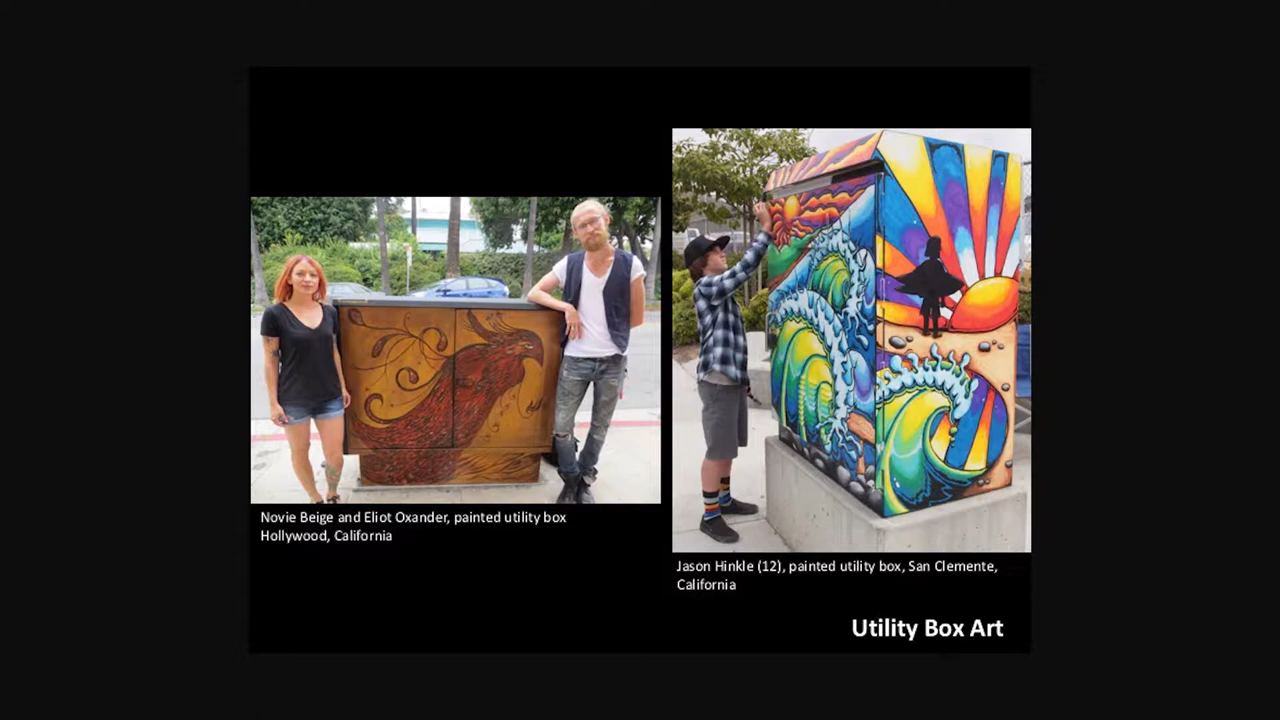 Novie Beige and Eliot Oxander, painted utility box
Hollywood, California
Jason Hinkle (12), painted utility box, San Clemente,
California
Utility Box Art